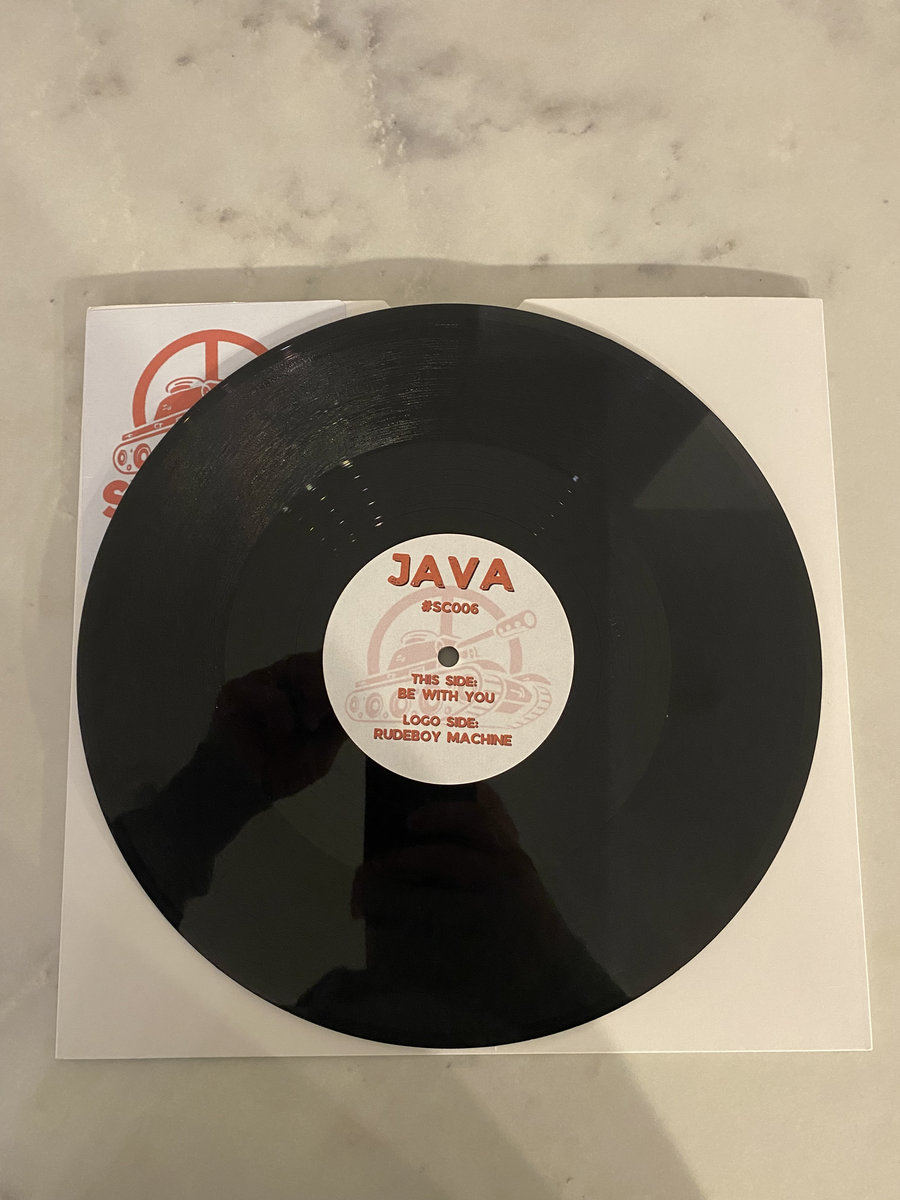 JAVA
#SC006
THIS SIDE:
BE WITH YOU
LOGO SIDE:
RUDEBOY MACHINE